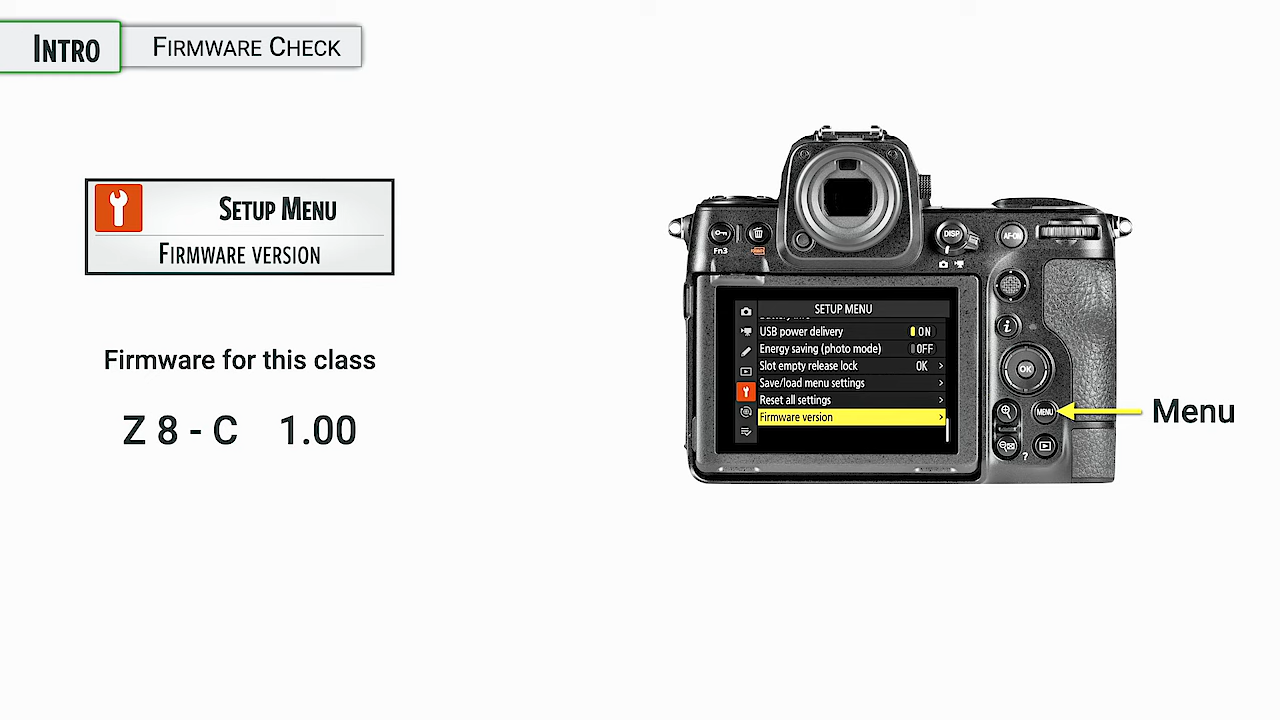 INTRO
FIRMWARE CHECK
SETUP MENU
FIRMWARE VERSION
Firmware for this class
Z 8 - C 1.00
Fn3
DISP
AF-ON
SETUP MENU
USB power delivery ON
Energy saving (photo mode) OFF
Slot empty release lock OK >
Save/load menu settings >
Reset all settings >
Firmware version >
i
OK
MENU
?
Menu